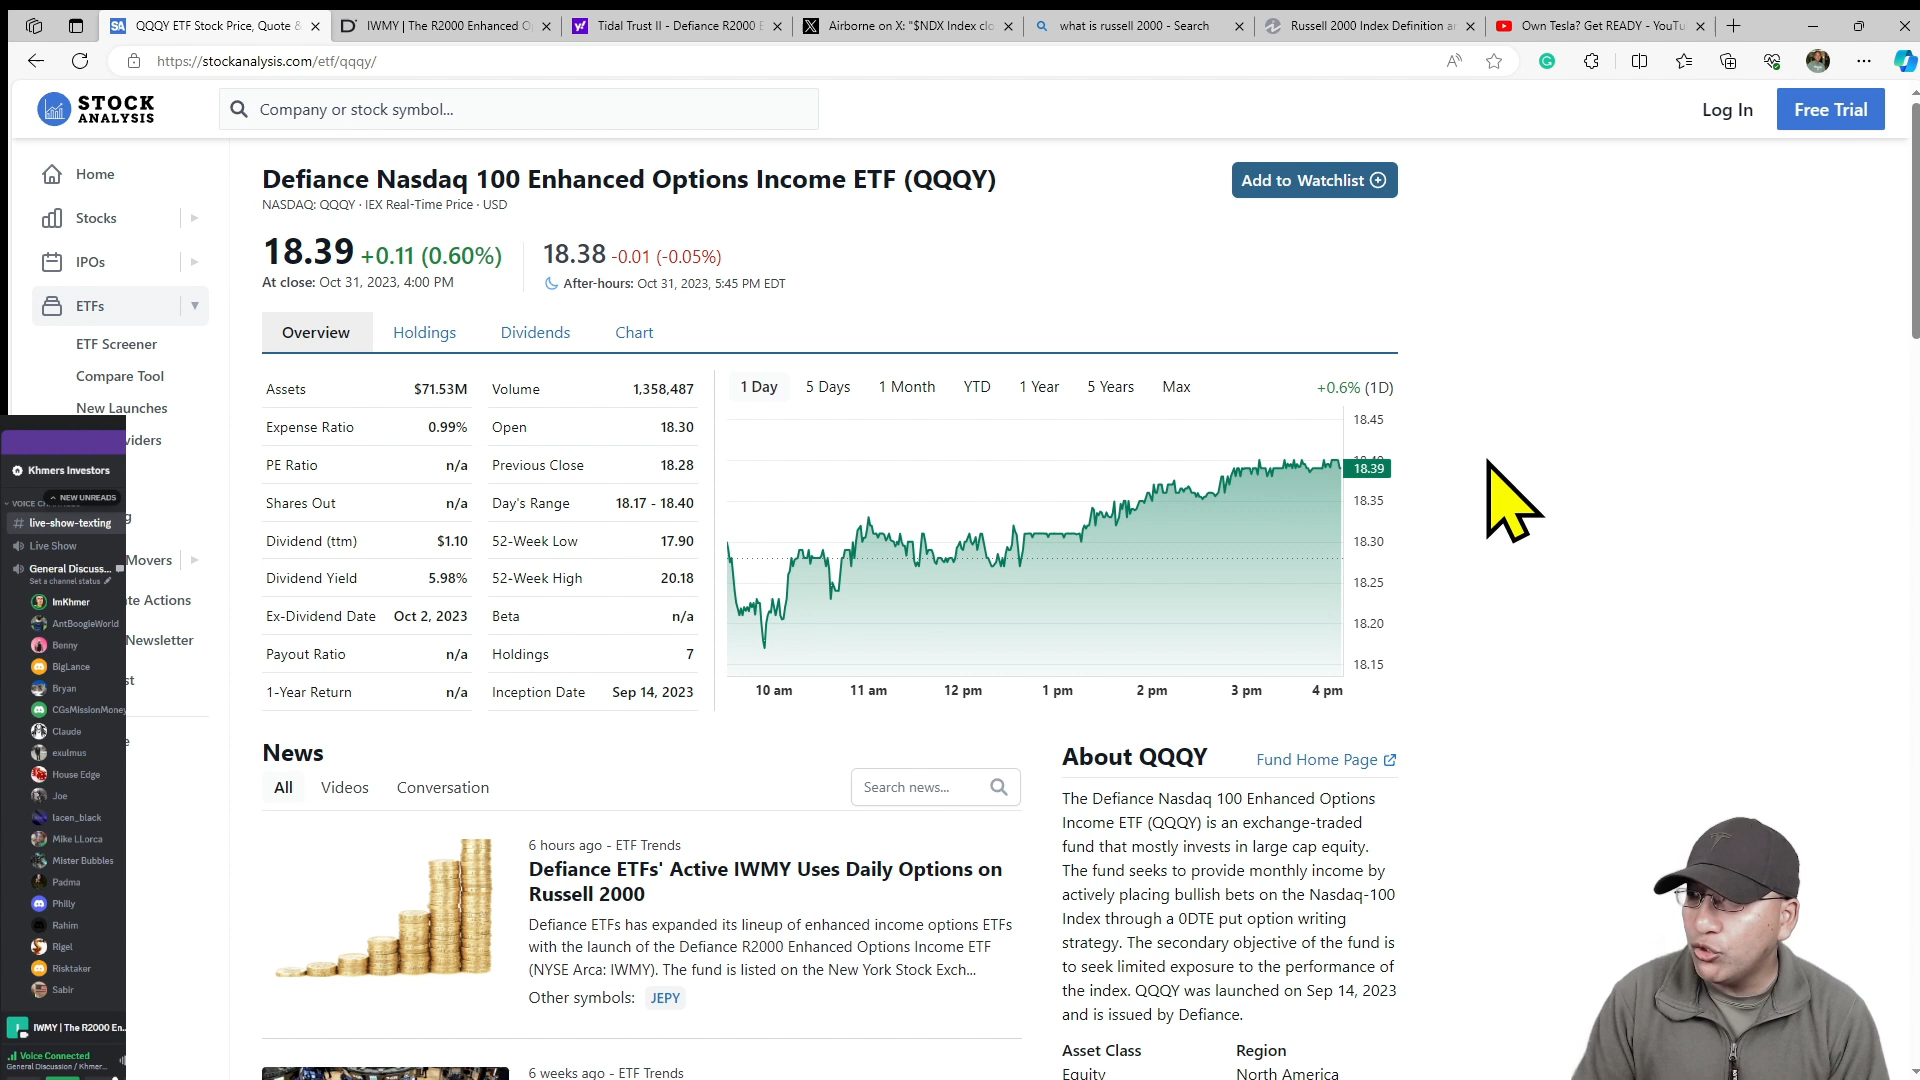 QQQY ETF Stock Price, Quote &
IWMY | The R2000 Enhanced O
Tidal Trust II - Defiance R2000 E
Airborne on X: "$NDX Index clo
what is russell 2000 - Search
Russell 2000 Index Definition ar
Own Tesla? Get READY - YouTu
https://stockanalysis.com/etf/qqqy/
STOCK
ANALYSIS
Company or stock symbol...
Log In
Free Trial
Home
Stocks
IPOs
ETFs
ETF Screener
Compare Tool
New Launches
viders
Movers
te Actions
Newsletter
st
Defiance Nasdaq 100 Enhanced Options Income ETF (QQQY)
NASDAQ: QQQY · IEX Real-Time Price · USD
Add to Watchlist
18.39 +0.11 (0.60%)
At close: Oct 31, 2023, 4:00 PM
18.38 -0.01 (-0.05%)
After-hours: Oct 31, 2023, 5:45 PM EDT
Overview
Holdings
Dividends
Chart
Assets $71.53M
Expense Ratio 0.99%
PE Ratio n/a
Shares Out n/a
Dividend (ttm) $1.10
Dividend Yield 5.98%
Ex-Dividend Date Oct 2, 2023
Payout Ratio n/a
1-Year Return n/a
Volume 1,358,487
Open 18.30
Previous Close 18.28
Day's Range 18.17 - 18.40
52-Week Low 17.90
52-Week High 20.18
Beta n/a
Holdings 7
Inception Date Sep 14, 2023
1 Day 5 Days 1 Month YTD 1 Year 5 Years Max
+0.6% (1D)
18.45
18.39
18.35
18.30
18.25
18.20
18.15
10 am 11 am 12 pm 1 pm 2 pm 3 pm 4 pm
News
All
Videos
Conversation
Search news...
6 hours ago - ETF Trends
Defiance ETFs' Active IWMY Uses Daily Options on
Russell 2000
Defiance ETFs has expanded its lineup of enhanced income options ETFs
with the launch of the Defiance R2000 Enhanced Options Income ETF
(NYSE Arca: IWMY). The fund is listed on the New York Stock Exch...
Other symbols: JEPY
6 weeks ago - ETF Trends
About QQQY
Fund Home Page
The Defiance Nasdaq 100 Enhanced Options
Income ETF (QQQY) is an exchange-traded
fund that mostly invests in large cap equity.
The fund seeks to provide monthly income by
actively placing bullish bets on the Nasdaq-100
Index through a 0DTE put option writing
strategy. The secondary objective of the fund is
to seek limited exposure to the performance of
the index. QQQY was launched on Sep 14, 2023
and is issued by Defiance.
Asset Class
Equity
Region
North America
Khmers Investors
NEW UNREADS
VOICE C
live-show-texting
Live Show
General Discuss...
Set a channel status
ImKhmer
AntBoogieWorld
Benny
BigLance
Bryan
CGsMissionMoney
Claude
exulmus
House Edge
Joe
lacen_black
Mike LLorca
Mister Bubbles
Padma
Philly
Rahim
Rigel
Risktaker
Sabir
IWMY | The R2000 En..
Voice Connected
General Discussion / Khmer...